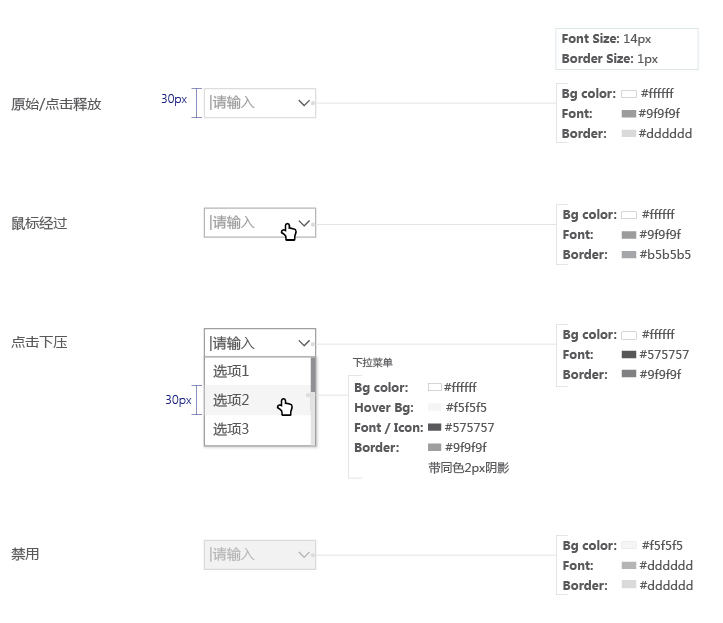 Font Size: 14px
Border Size: 1px
原始/点击释放
30px
请输入
Bg color: #ffffff
Font: #9f9f9f
Border: #dddddd
鼠标经过
请输入
Bg color: #ffffff
Font: #9f9f9f
Border: #b5b5b5
点击下压
请输入
Bg color: #ffffff
Font: #575757
Border: #9f9f9f
选项1
30px
选项2
选项3
下拉菜单
Bg color: #ffffff
Hover Bg: #f5f5f5
Font / Icon: #575757
Border: #9f9f9f
带同色2px阴影
禁用
请输入
Bg color: #f5f5f5
Font: #dddddd
Border: #dddddd